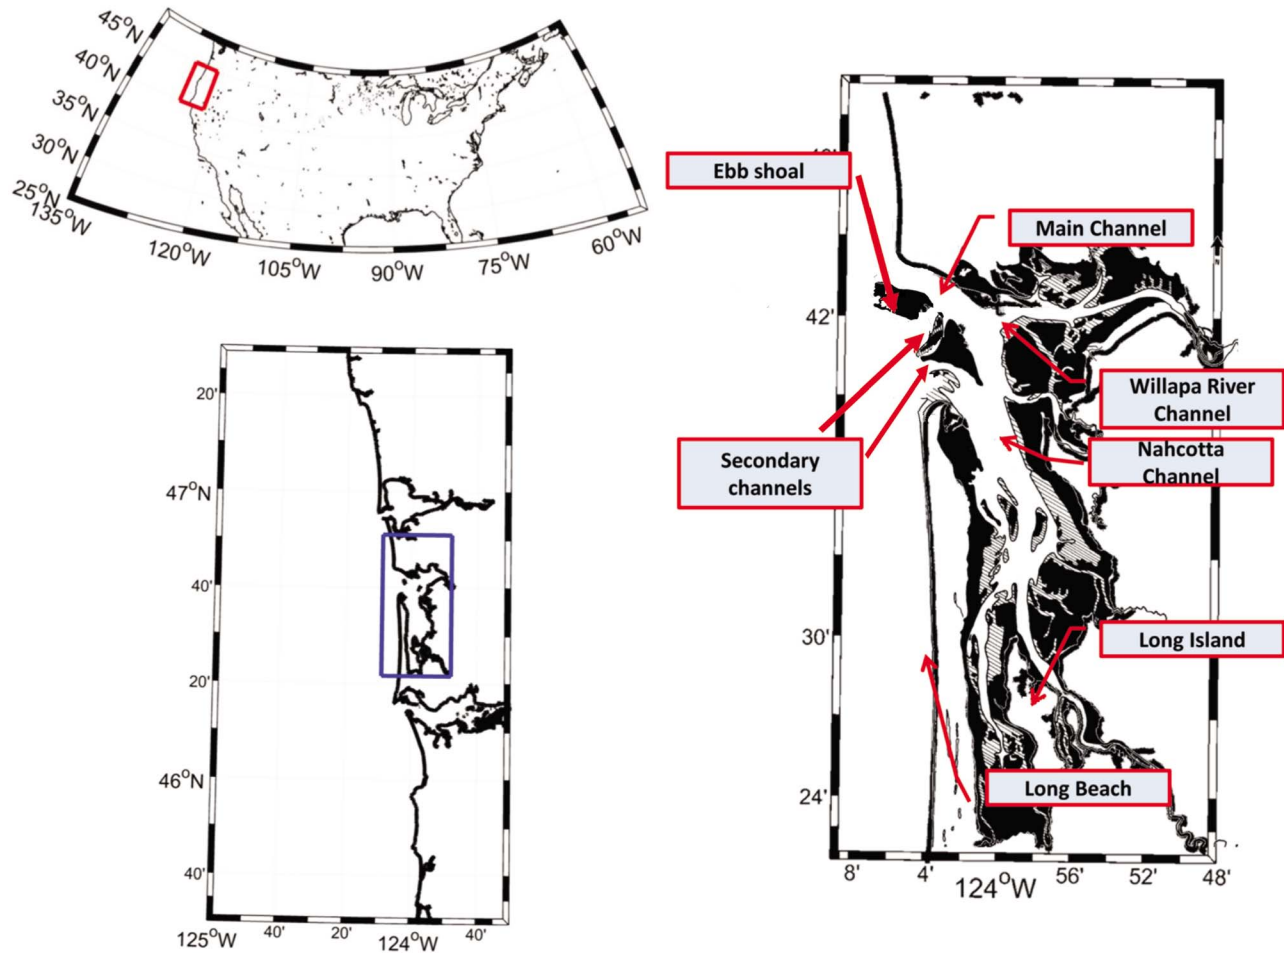 45°N
40°N
35°N
30°N
25°N
135°W
120°W
105°W
90°W
75°W
60°W
20'
47°N
40'
20'
46°N
40'
125°W
40'
20'
124°W
40'
Ebb shoal
Main Channel
42'
Willapa River
Channel
Nahcotta
Channel
Secondary
channels
30'
Long Island
24'
Long Beach
8'
4'
124°W
56'
52'
48'